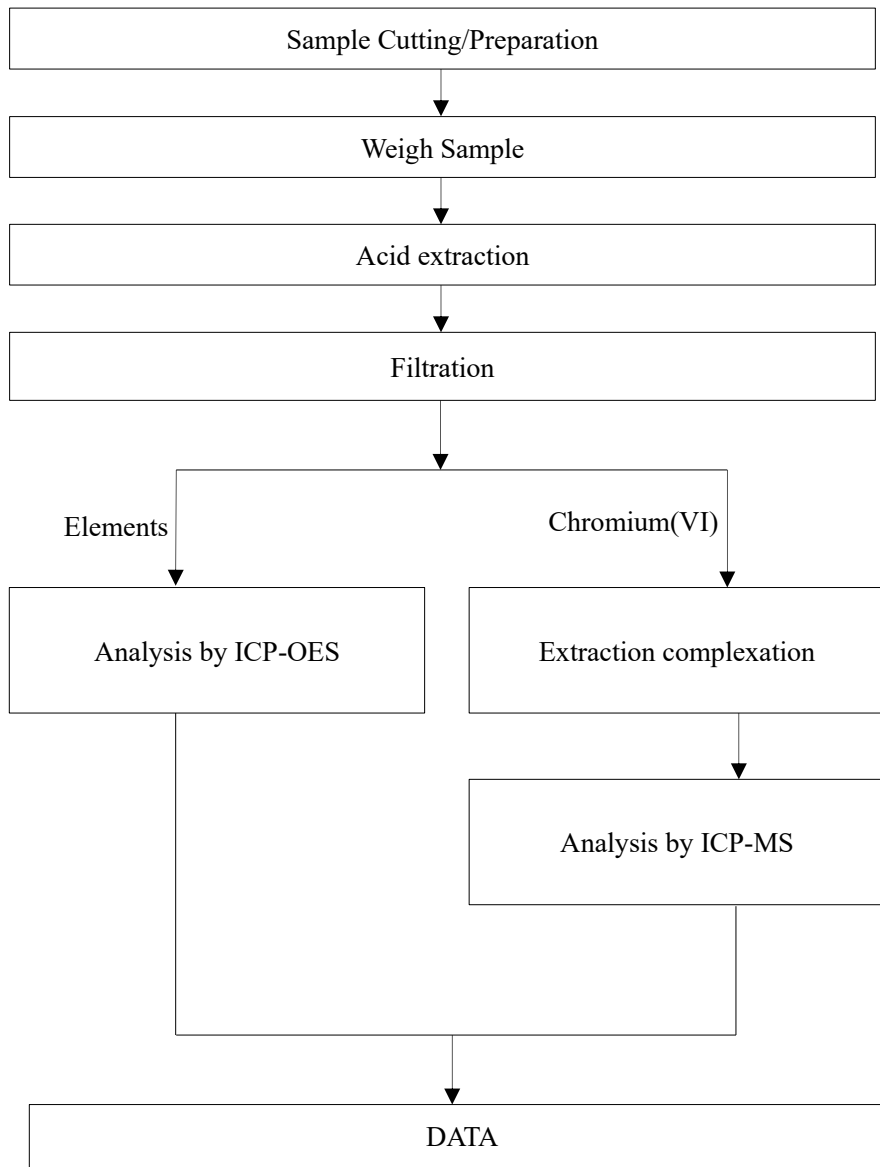 Sample Cutting/Preparation
Weigh Sample
Acid extraction
Filtration
Elements
Chromium(VI)
Analysis by ICP-OES
Extraction complexation
Analysis by ICP-MS
DATA